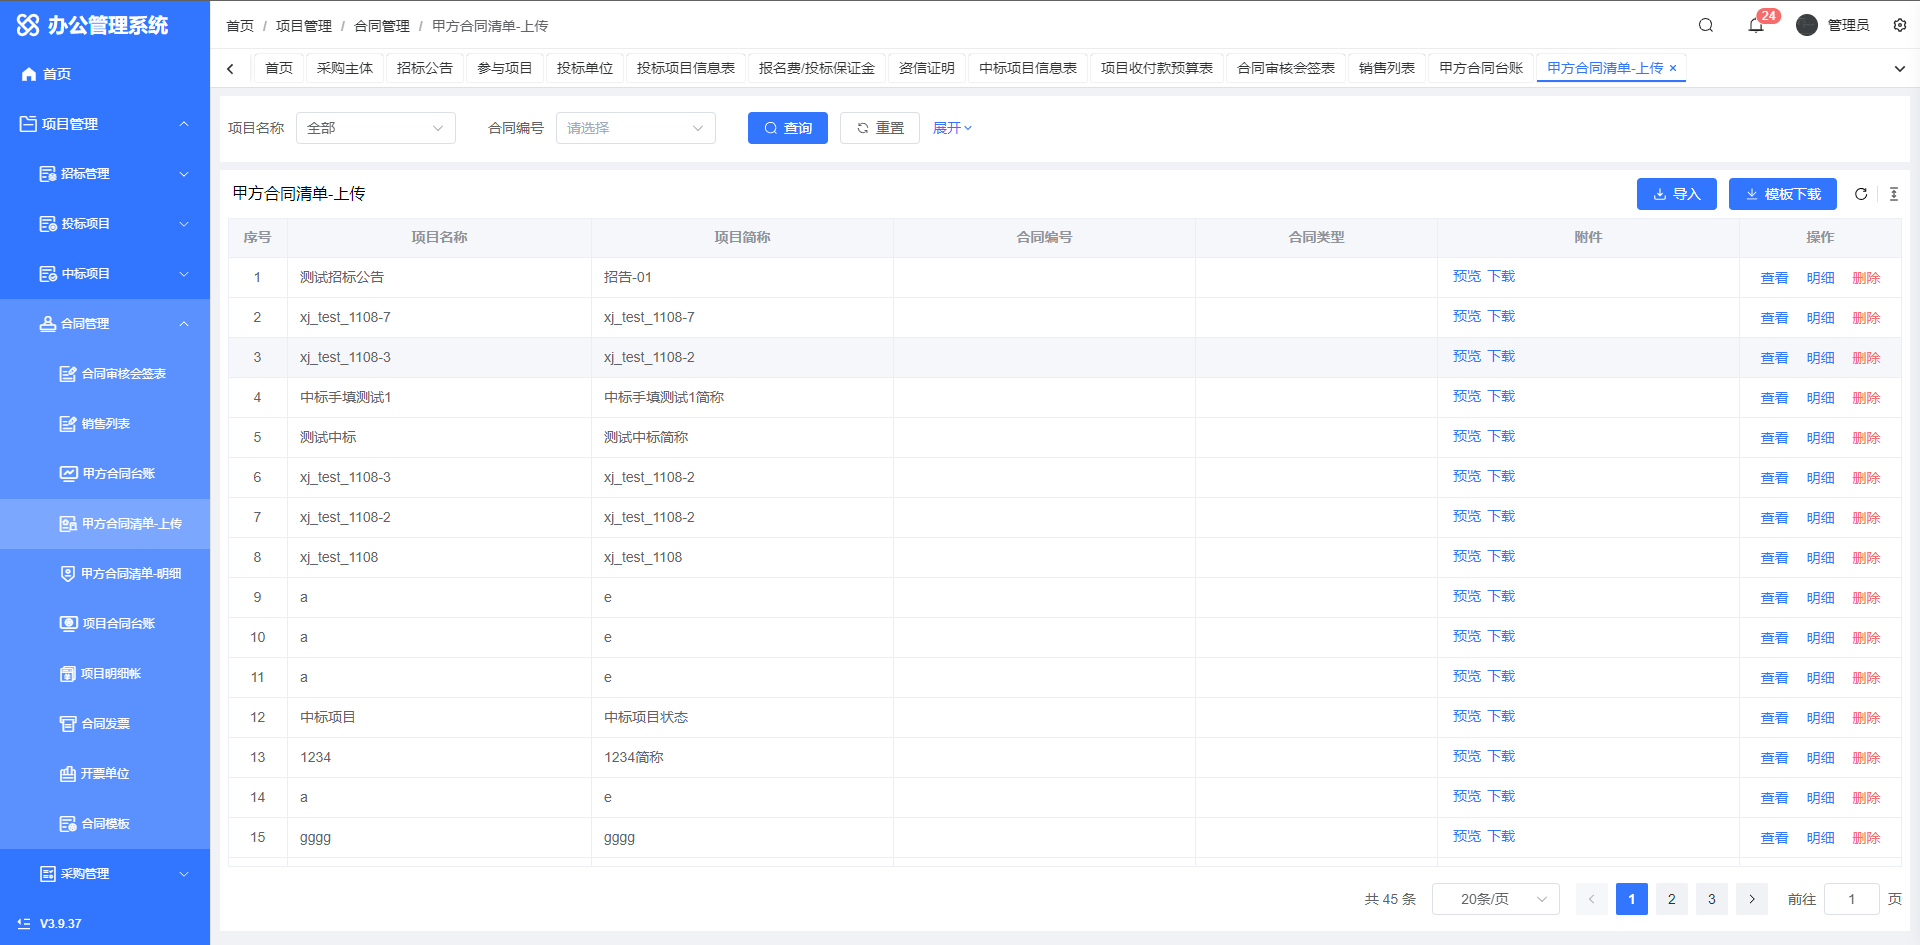 办公管理系统
首页
项目管理
招标管理
投标项目
中标项目
合同管理
合同审核会签表
销售列表
甲方合同台账
甲方合同清单-上传
甲方合同清单-明细
项目合同台账
项目明细帐
合同发票
开票单位
合同模板
采购管理
V3.9.37
首页 / 项目管理 / 合同管理 / 甲方合同清单-上传
24
管理员
首页 采购主体 招标公告 参与项目 投标单位 投标项目信息表 报名费/投标保证金 资信证明 中标项目信息表 项目收付款预算表 合同审核会签表 销售列表 甲方合同台账 甲方合同清单-上传 ×
项目名称 全部 合同编号 请选择 查询 重置 展开
甲方合同清单-上传 导入 模板下载
序号 项目名称 项目简称 合同编号 合同类型 附件 操作
1 测试招标公告 招告-01 预览 下载 查看 明细 删除
2 xj_test_1108-7 xj_test_1108-7 预览 下载 查看 明细 删除
3 xj_test_1108-3 xj_test_1108-2 预览 下载 查看 明细 删除
4 中标手填测试1 中标手填测试1简称 预览 下载 查看 明细 删除
5 测试中标 测试中标简称 预览 下载 查看 明细 删除
6 xj_test_1108-3 xj_test_1108-2 预览 下载 查看 明细 删除
7 xj_test_1108-2 xj_test_1108-2 预览 下载 查看 明细 删除
8 xj_test_1108 xj_test_1108 预览 下载 查看 明细 删除
9 a e 预览 下载 查看 明细 删除
10 a e 预览 下载 查看 明细 删除
11 a e 预览 下载 查看 明细 删除
12 中标项目 中标项目状态 预览 下载 查看 明细 删除
13 1234 1234简称 预览 下载 查看 明细 删除
14 a e 预览 下载 查看 明细 删除
15 gggg gggg 预览 下载 查看 明细 删除
共 45 条 20条/页 1 2 3 前往 1 页